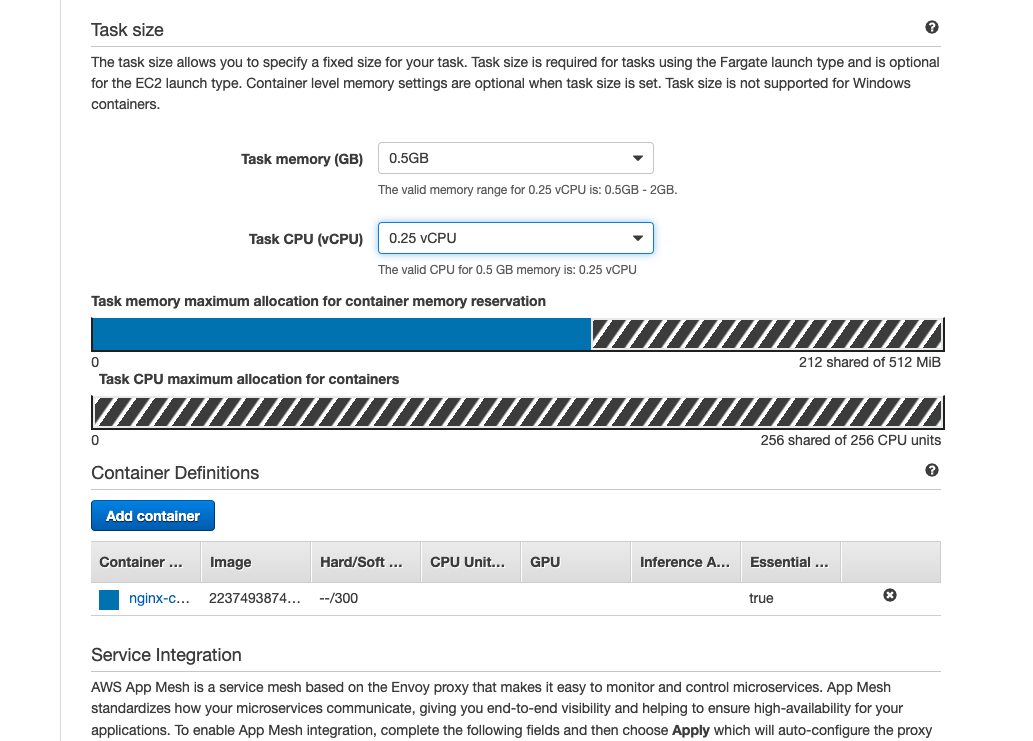 Task size
The task size allows you to specify a fixed size for your task. Task size is required for tasks using the Fargate launch type and is optional
for the EC2 launch type. Container level memory settings are optional when task size is set. Task size is not supported for Windows
containers.
Task memory (GB)
0.5GB
The valid memory range for 0.25 vCPU is: 0.5GB - 2GB.
Task CPU (vCPU)
0.25 vCPU
The valid CPU for 0.5 GB memory is: 0.25 vCPU
Task memory maximum allocation for container memory reservation
0
212 shared of 512 MiB
Task CPU maximum allocation for containers
0
256 shared of 256 CPU units
Container Definitions
Add container
Container ... Image Hard/Soft ... CPU Unit... GPU Inference A... Essential ...
nginx-c... 2237493874... --/300 true
Service Integration
AWS App Mesh is a service mesh based on the Envoy proxy that makes it easy to monitor and control microservices. App Mesh
standardizes how your microservices communicate, giving you end-to-end visibility and helping to ensure high-availability for your
applications. To enable App Mesh integration, complete the following fields and then choose Apply which will auto-configure the proxy